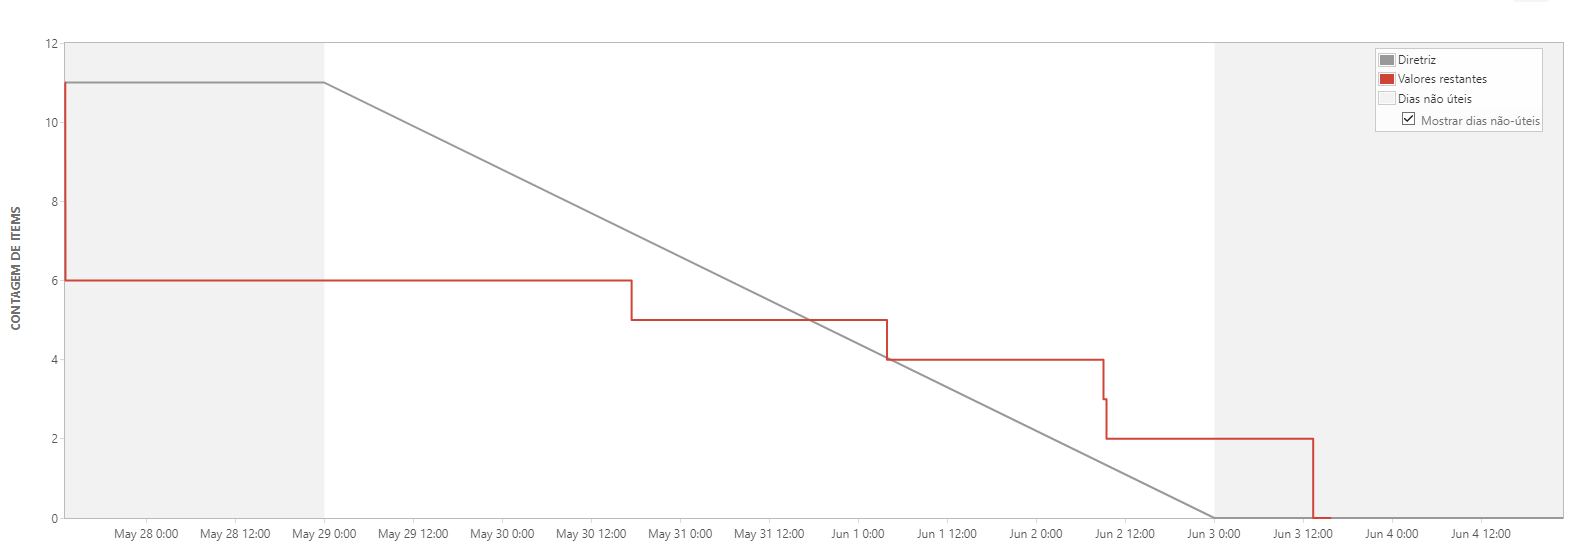 CONTAGEM DE ITEMS
12
10
8
6
4
2
0
Diretriz
Valores restantes
Dias não úteis
Mostrar dias não-úteis
May 28 0:00 May 28 12:00 May 29 0:00 May 29 12:00 May 30 0:00 May 30 12:00 May 31 0:00 May 31 12:00 Jun 1 0:00 Jun 1 12:00 Jun 2 0:00 Jun 2 12:00 Jun 3 0:00 Jun 3 12:00 Jun 4 0:00 Jun 4 12:00